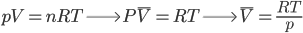 pV = nRT ⟶ PV̅ = RT ⟶ V̅ = RT/p